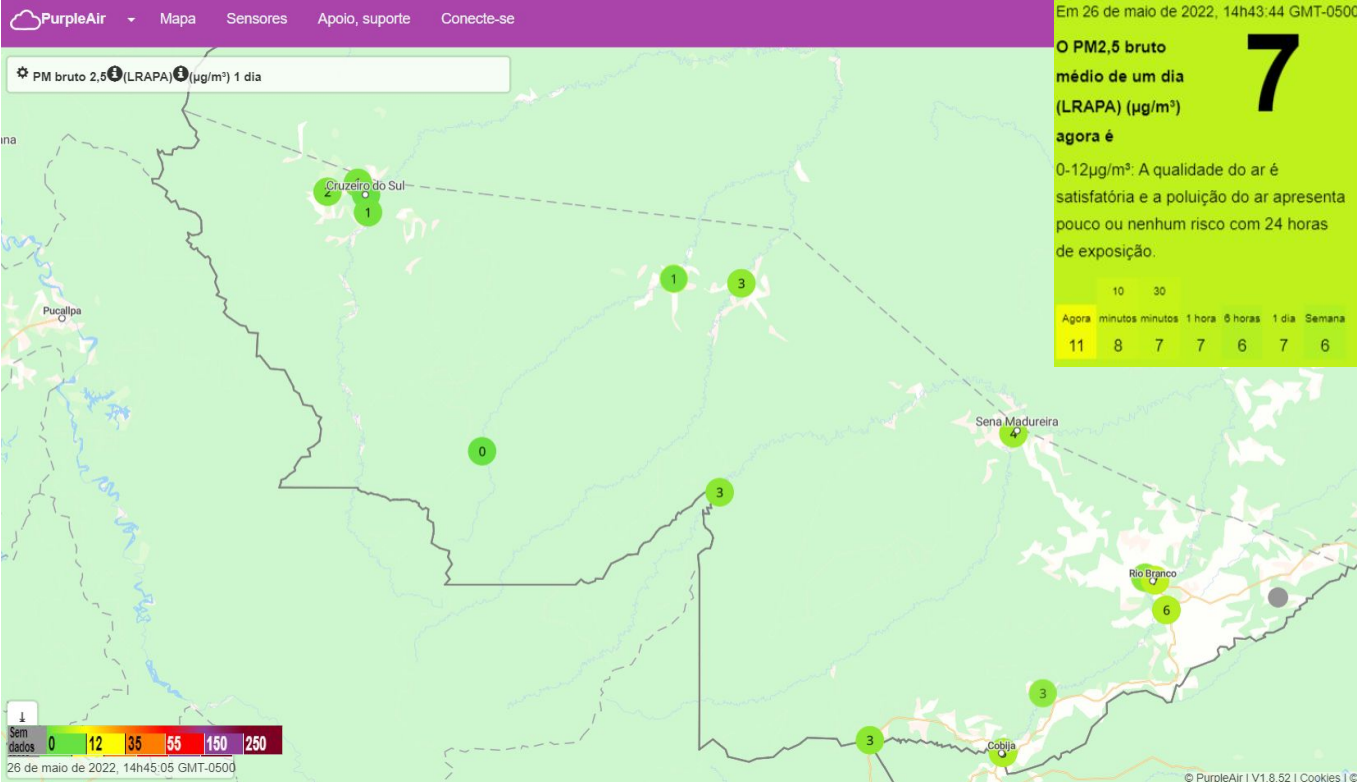 PurpleAir Mapa Sensores Apoio, suporte Conecte-se
PM bruto 2,5 (LRAPA) (µg/m³) 1 dia
Em 26 de maio de 2022, 14h43:44 GMT-0500
O PM2,5 bruto
médio de um dia
(LRAPA) (µg/m³)
agora é
7
0-12µg/m³: A qualidade do ar é
satisfatória e a poluição do ar apresenta
pouco ou nenhum risco com 24 horas
de exposição.
10 30
Agora minutos minutos 1 hora 6 horas 1 dia Semana
11 8 7 7 6 7 6
ana
Cruzeiro do Sul
2
1
1
3
Pucallpa
Sena Madureira
4
0
3
Rio Branco
6
3
3
Cobija
Sem
dados 0 12 35 55 150 250
26 de maio de 2022, 14h45:05 GMT-0500
© PurpleAir | V1.8.52 | Cookies | ©